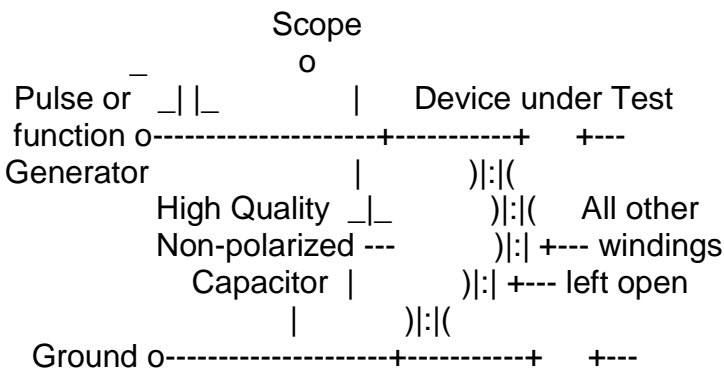 Scope
_ o
Pulse or _| |_ | Device under Test
function o---------------------+-----------+ +---
Generator | )|:|(
High Quality _|_ )|:|( All other
Non-polarized --- )|:| +--- windings
Capacitor | )|:| +--- left open
| )|:|(
Ground o---------------------+-----------+ +---